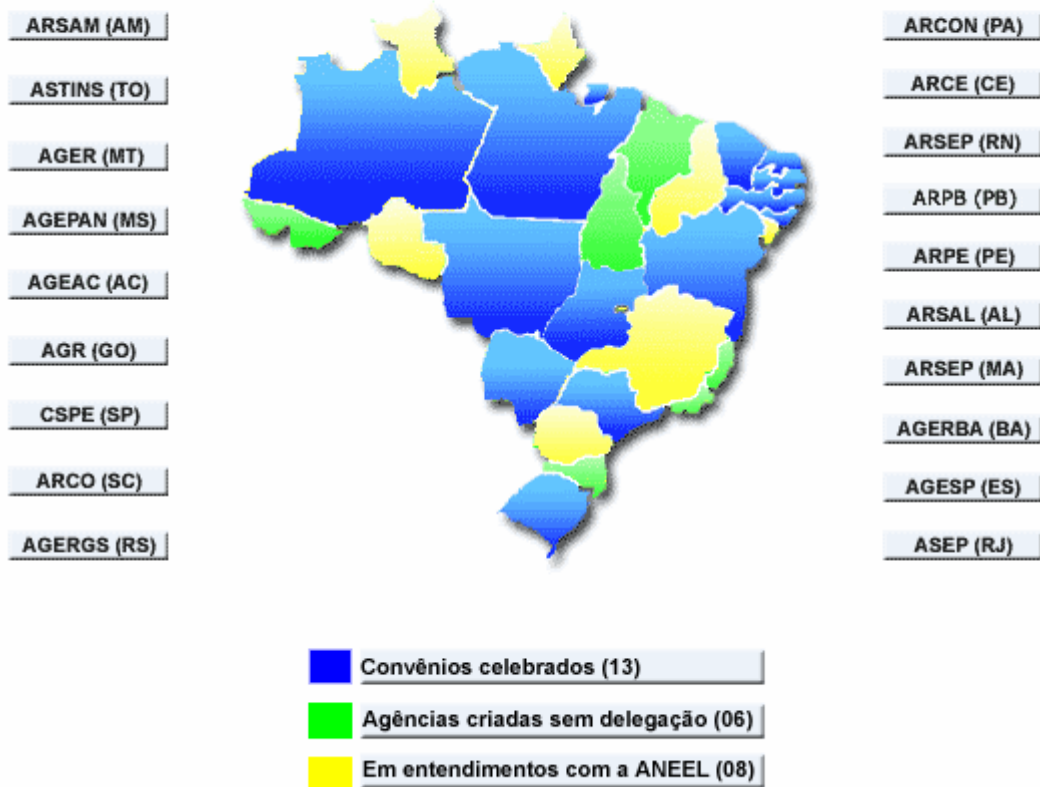 ARSAM (AM)
ASTINS (TO)
AGER (MT)
AGEPAN (MS)
AGEAC (AC)
AGR (GO)
CSPE (SP)
ARCO (SC)
AGERGS (RS)
ARCON (PA)
ARCE (CE)
ARSEP (RN)
ARPB (PB)
ARPE (PE)
ARSAL (AL)
ARSEP (MA)
AGERBA (BA)
AGESP (ES)
ASEP (RJ)
Convênios celebrados (13)
Agências criadas sem delegação (06)
Em entendimentos com a ANEEL (08)